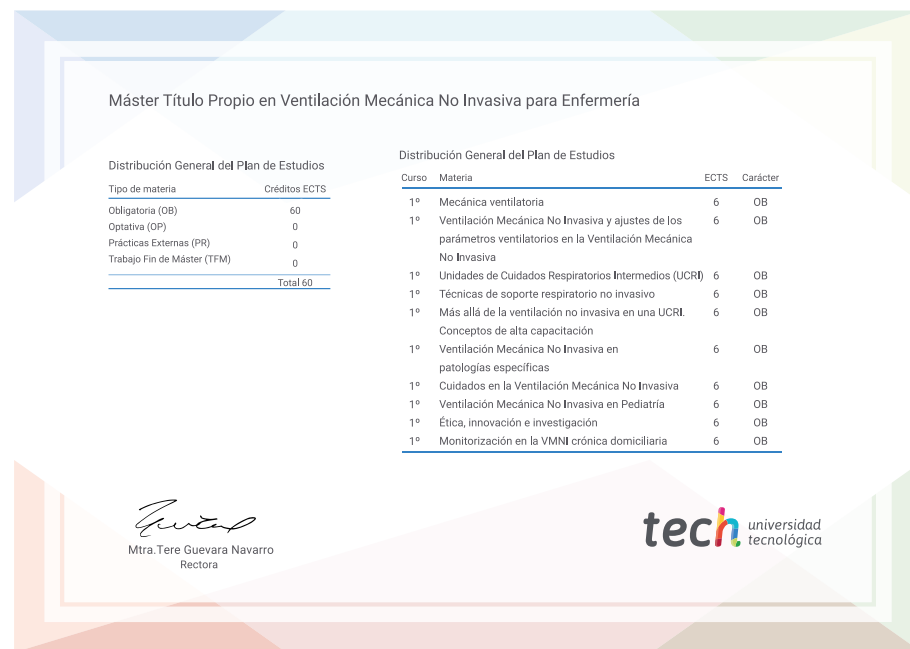 Máster Título Propio en Ventilación Mecánica No Invasiva para Enfermería
Distribución General del Plan de Estudios
Tipo de materia Créditos ECTS
Obligatoria (OB) 60
Optativa (OP) 0
Prácticas Externas (PR) 0
Trabajo Fin de Máster (TFM) 0
Total 60
Distribución General del Plan de Estudios
Curso Materia ECTS Carácter
1º Mecánica ventilatoria 6 OB
1º Ventilación Mecánica No Invasiva y ajustes de los 6 OB
parámetros ventilatorios en la Ventilación Mecánica
No Invasiva
1º Unidades de Cuidados Respiratorios Intermedios (UCRI) 6 OB
1º Técnicas de soporte respiratorio no invasivo 6 OB
1º Más allá de la ventilación no invasiva en una UCRI. 6 OB
Conceptos de alta capacitación
1º Ventilación Mecánica No Invasiva en 6 OB
patologías específicas
1º Cuidados en la Ventilación Mecánica No Invasiva 6 OB
1º Ventilación Mecánica No Invasiva en Pediatría 6 OB
1º Ética, innovación e investigación 6 OB
1º Monitorización en la VMNI crónica domiciliaria 6 OB
Mtra.Tere Guevara Navarro
Rectora
tech universidad
tecnológica